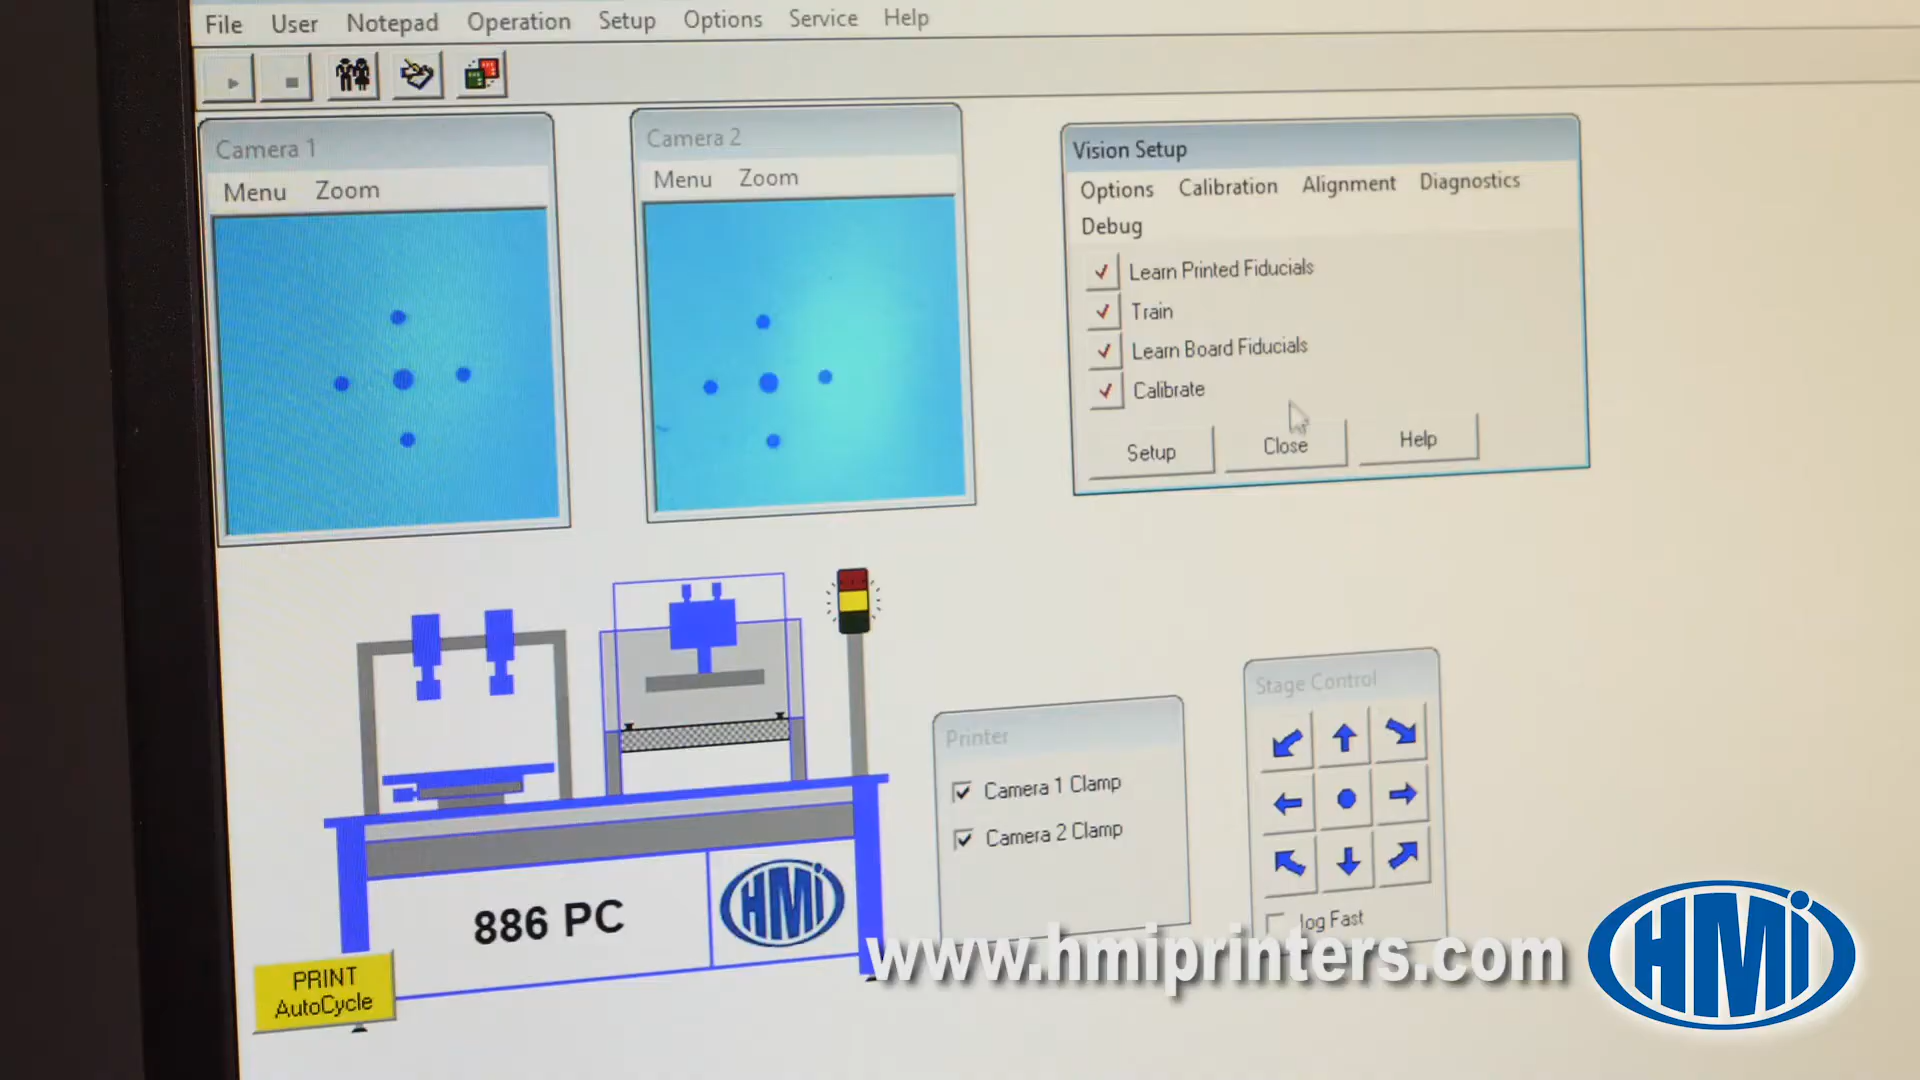 File User Notepad Operation Setup Options Service Help
Camera 1
Menu Zoom
Camera 2
Menu Zoom
Vision Setup
Options Calibration Alignment Diagnostics
Debug
Learn Printed Fiducials
Train
Learn Board Fiducials
Calibrate
Setup Close Help
Printer
Camera 1 Clamp
Camera 2 Clamp
Stage Control
Jog Fast
886 PC
HMi
PRINT
AutoCycle
www.hmiprinters.com
HMi